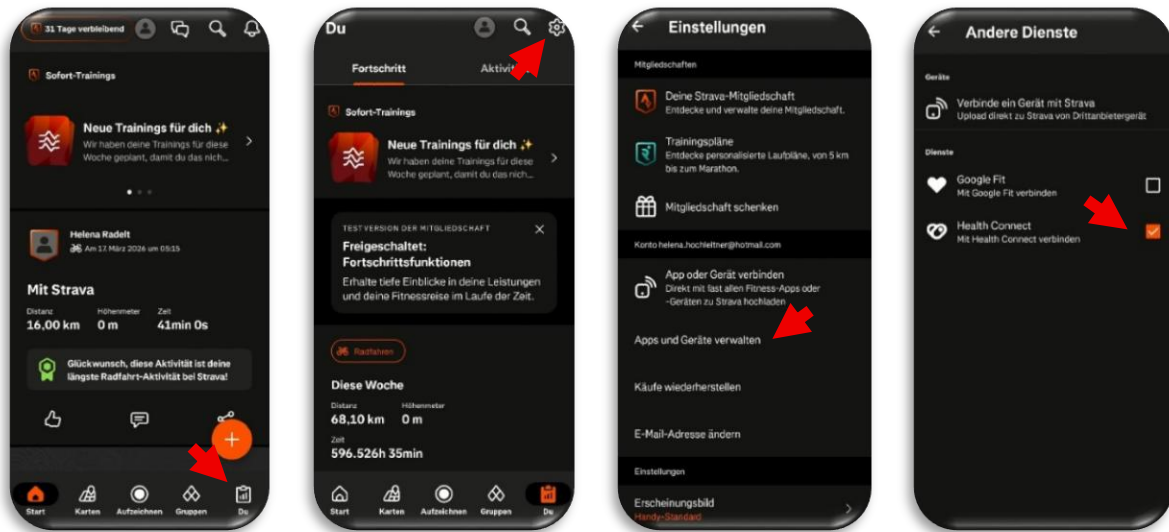 31 Tage verbleibend
Sofort-Trainings
Neue Trainings für dich ✨
Wir haben deine Trainings für diese
Woche geplant, damit du das nich...
Helena Radelt
Am 17. März 2026 um 05:15
Mit Strava
Distanz Höhenmeter Zeit
16,00 km 0 m 41min 0s
Glückwunsch, diese Aktivität ist deine
längste Radfahrt-Aktivität bei Strava!
Start Karten Aufzeichnen Gruppen Du
Du
Fortschritt
Sofort-Trainings
Neue Trainings für dich ✨
Wir haben deine Trainings für diese
Woche geplant, damit du das nich...
TESTVERSION DER MITGLIEDSCHAFT
Freigeschaltet:
Fortschrittsfunktionen
Erhalte tiefe Einblicke in deine Leistungen
und deine Fitnessreise im Laufe der Zeit.
Radfahren
Diese Woche
Distanz Höhenmeter
68,10 km 0 m
Zeit
596.526h 35min
Start Karten Aufzeichnen Gruppen Du
Einstellungen
Mitgliedschaften
Deine Strava-Mitgliedschaft
Entdecke und verwalte deine Mitgliedschaft.
Trainingspläne
Entdecke personalisierte Laufpläne, von 5 km
bis zum Marathon.
Mitgliedschaft schenken
Konto helena.hochleitner@hotmail.com
App oder Gerät verbinden
Direkt mit fast allen Fitness-Apps oder
-Geräten zu Strava hochladen
Apps und Geräte verwalten
Käufe wiederherstellen
E-Mail-Adresse ändern
Einstellungen
Erscheinungsbild
Handy-Standard
Andere Dienste
Geräte
Verbinde ein Gerät mit Strava
Upload direkt zu Strava von Drittanbietergerät
Dienste
Google Fit
Mit Google Fit verbinden
Health Connect
Mit Health Connect verbinden